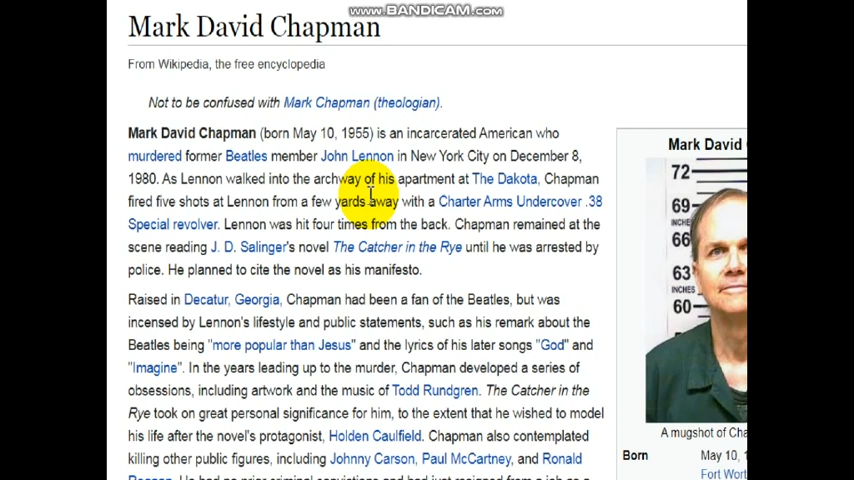 WWW.BANDICAM.COM
Mark David Chapman
From Wikipedia, the free encyclopedia
Not to be confused with Mark Chapman (theologian).
Mark David Chapman (born May 10, 1955) is an incarcerated American who
murdered former Beatles member John Lennon in New York City on December 8,
1980. As Lennon walked into the archway of his apartment at The Dakota, Chapman
fired five shots at Lennon from a few yards away with a Charter Arms Undercover .38
Special revolver. Lennon was hit four times from the back. Chapman remained at the
scene reading J. D. Salinger's novel The Catcher in the Rye until he was arrested by
police. He planned to cite the novel as his manifesto.
Raised in Decatur, Georgia, Chapman had been a fan of the Beatles, but was
incensed by Lennon's lifestyle and public statements, such as his remark about the
Beatles being "more popular than Jesus" and the lyrics of his later songs "God" and
"Imagine". In the years leading up to the murder, Chapman developed a series of
obsessions, including artwork and the music of Todd Rundgren. The Catcher in the
Rye took on great personal significance for him, to the extent that he wished to model
his life after the novel's protagonist, Holden Caulfield. Chapman also contemplated
killing other public figures, including Johnny Carson, Paul McCartney, and Ronald
Mark David
72
INCHES
69
66
63
INCHES
60
A mugshot of Cha
Born
May 10, 1
Fort Wort